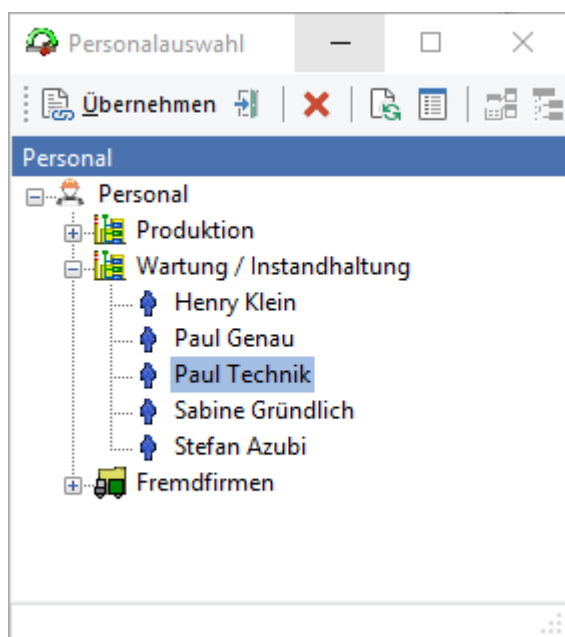 Personalauswahl
Übernehmen
Personal
Personal
Produktion
Wartung / Instandhaltung
Henry Klein
Paul Genau
Paul Technik
Sabine Gründlich
Stefan Azubi
Fremdfirmen